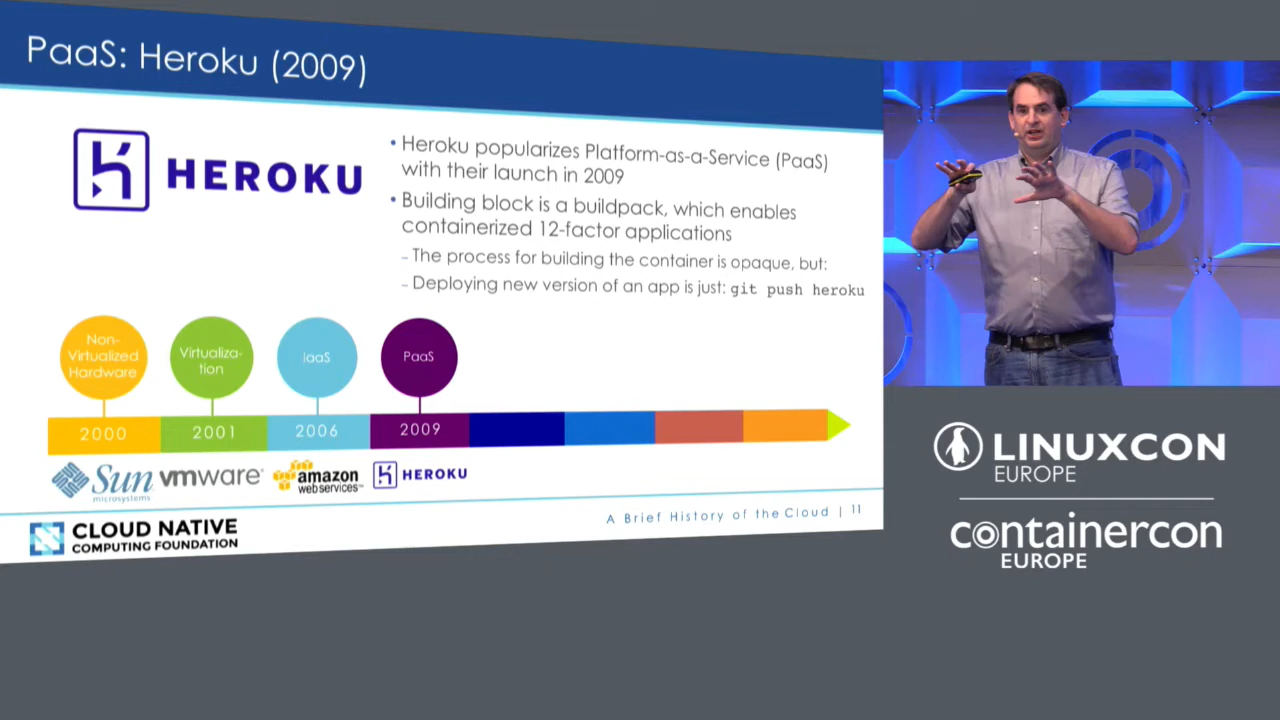 PaaS: Heroku (2009)
HEROKU
• Heroku popularizes Platform-as-a-Service (PaaS)
with their launch in 2009
• Building block is a buildpack, which enables
containerized 12-factor applications
– The process for building the container is opaque, but:
– Deploying new version of an app is just: git push heroku
Non-
Virtualized
Hardware
Virtualiza-
tion
IaaS
PaaS
2000
2001
2006
2009
Sun
microsystems
vmware®
amazon
web services™
HEROKU
CLOUD NATIVE
COMPUTING FOUNDATION
A Brief History of the Cloud | 11
LINUXCON
EUROPE
containercon
EUROPE